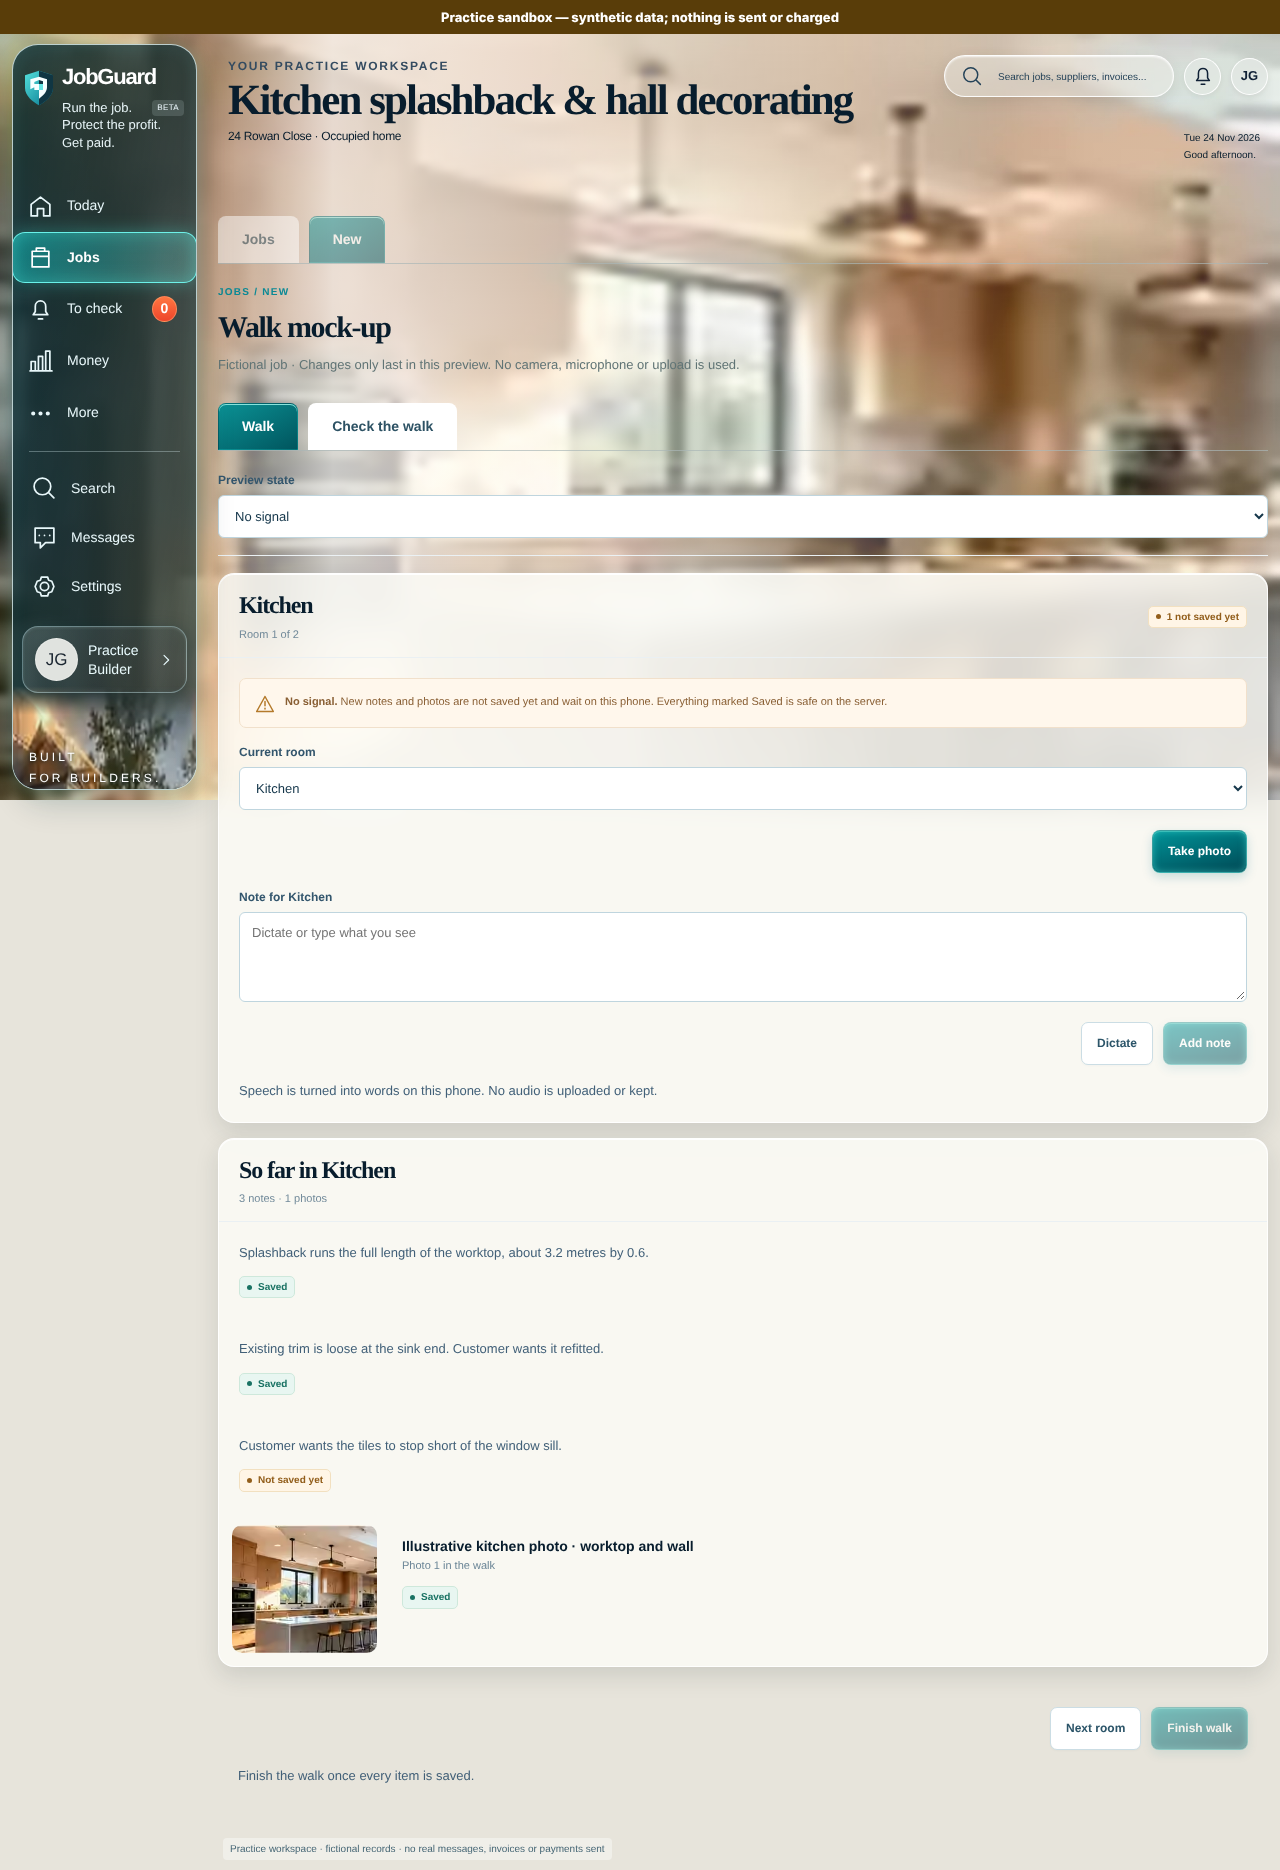 Practice sandbox — synthetic data; nothing is sent or charged
JobGuard
Run the job.
BETA
Protect the profit.
Get paid.
Today
Jobs
To check
0
Money
More
Search
Messages
Settings
JG
Practice
Builder
BUILT
FOR BUILDERS.
YOUR PRACTICE WORKSPACE
Kitchen splashback & hall decorating
24 Rowan Close · Occupied home
Search jobs, suppliers, invoices...
JG
Tue 24 Nov 2026
Good afternoon.
Jobs
New
JOBS / NEW
Walk mock-up
Fictional job · Changes only last in this preview. No camera, microphone or upload is used.
Walk
Check the walk
Preview state
No signal
Kitchen
Room 1 of 2
1 not saved yet
No signal. New notes and photos are not saved yet and wait on this phone. Everything marked Saved is safe on the server.
Current room
Kitchen
Take photo
Note for Kitchen
Dictate or type what you see
Dictate
Add note
Speech is turned into words on this phone. No audio is uploaded or kept.
So far in Kitchen
3 notes · 1 photos
Splashback runs the full length of the worktop, about 3.2 metres by 0.6.
Saved
Existing trim is loose at the sink end. Customer wants it refitted.
Saved
Customer wants the tiles to stop short of the window sill.
Not saved yet
Illustrative kitchen photo · worktop and wall
Photo 1 in the walk
Saved
Next room
Finish walk
Finish the walk once every item is saved.
Practice workspace · fictional records · no real messages, invoices or payments sent